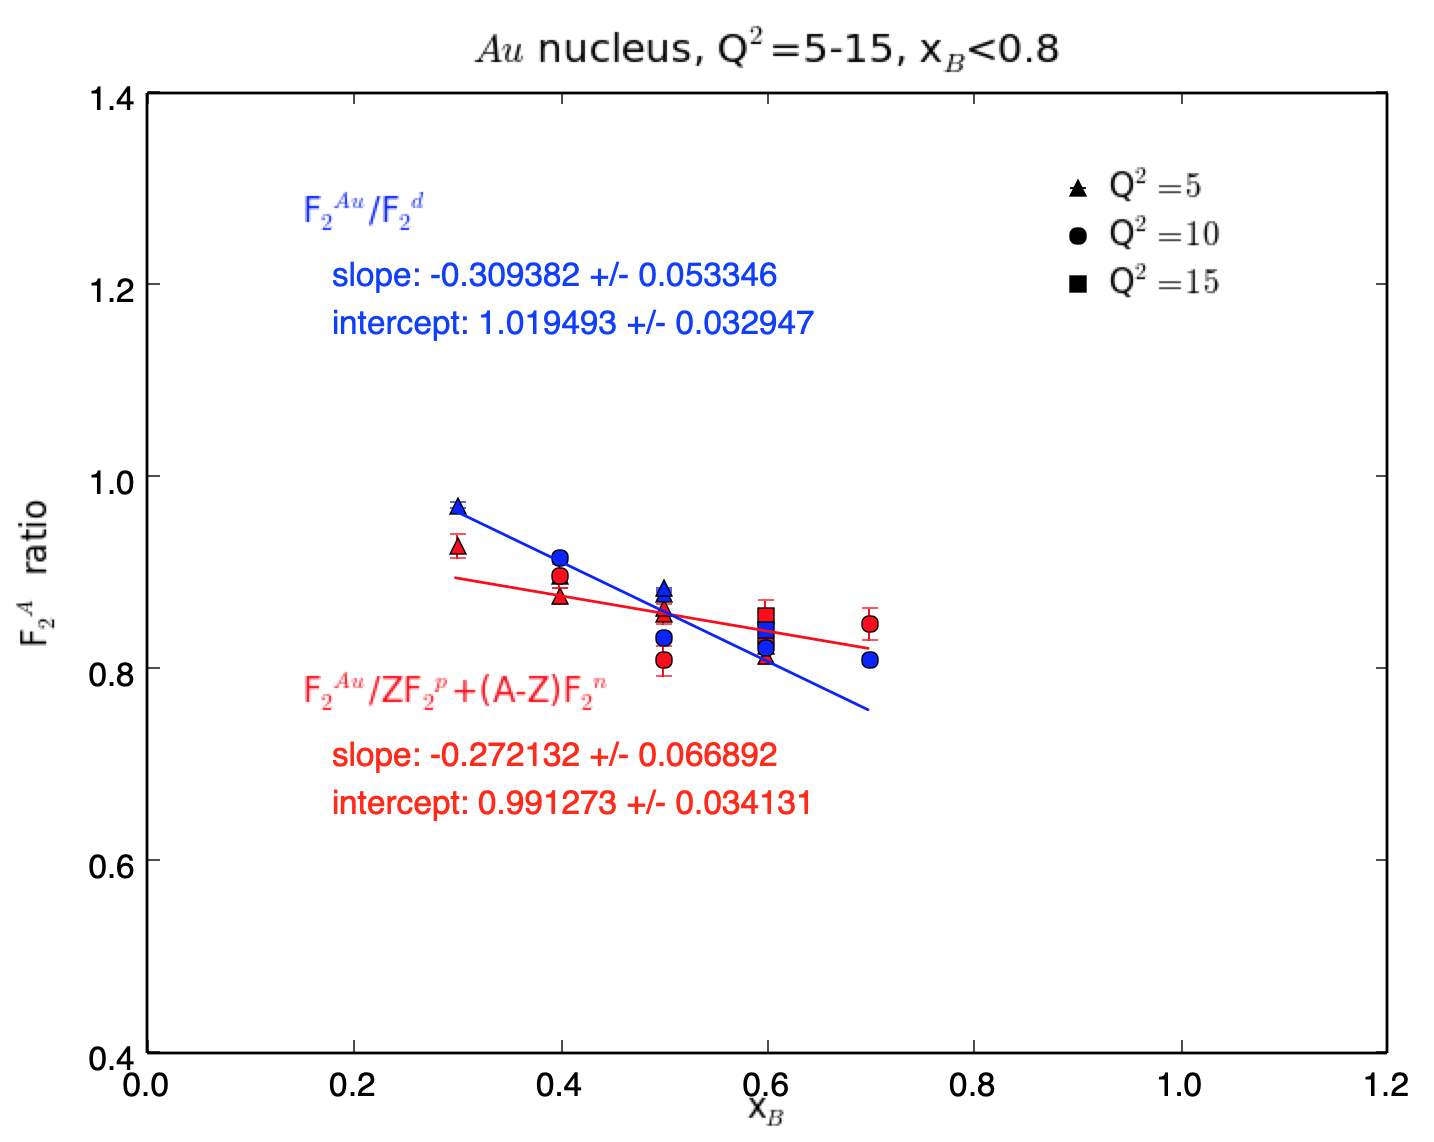 Au nucleus, Q²=5-15, x_B<0.8
1.4
1.2
1.0
0.8
0.6
0.4
F₂^A ratio
F₂^Au/F₂^d
slope: -0.309382 +/- 0.053346
intercept: 1.019493 +/- 0.032947
Q² =5
Q² =10
Q² =15
F₂^Au/ZF₂^p+(A-Z)F₂^n
slope: -0.272132 +/- 0.066892
intercept: 0.991273 +/- 0.034131
0.0 0.2 0.4 0.6 0.8 1.0 1.2
x_B